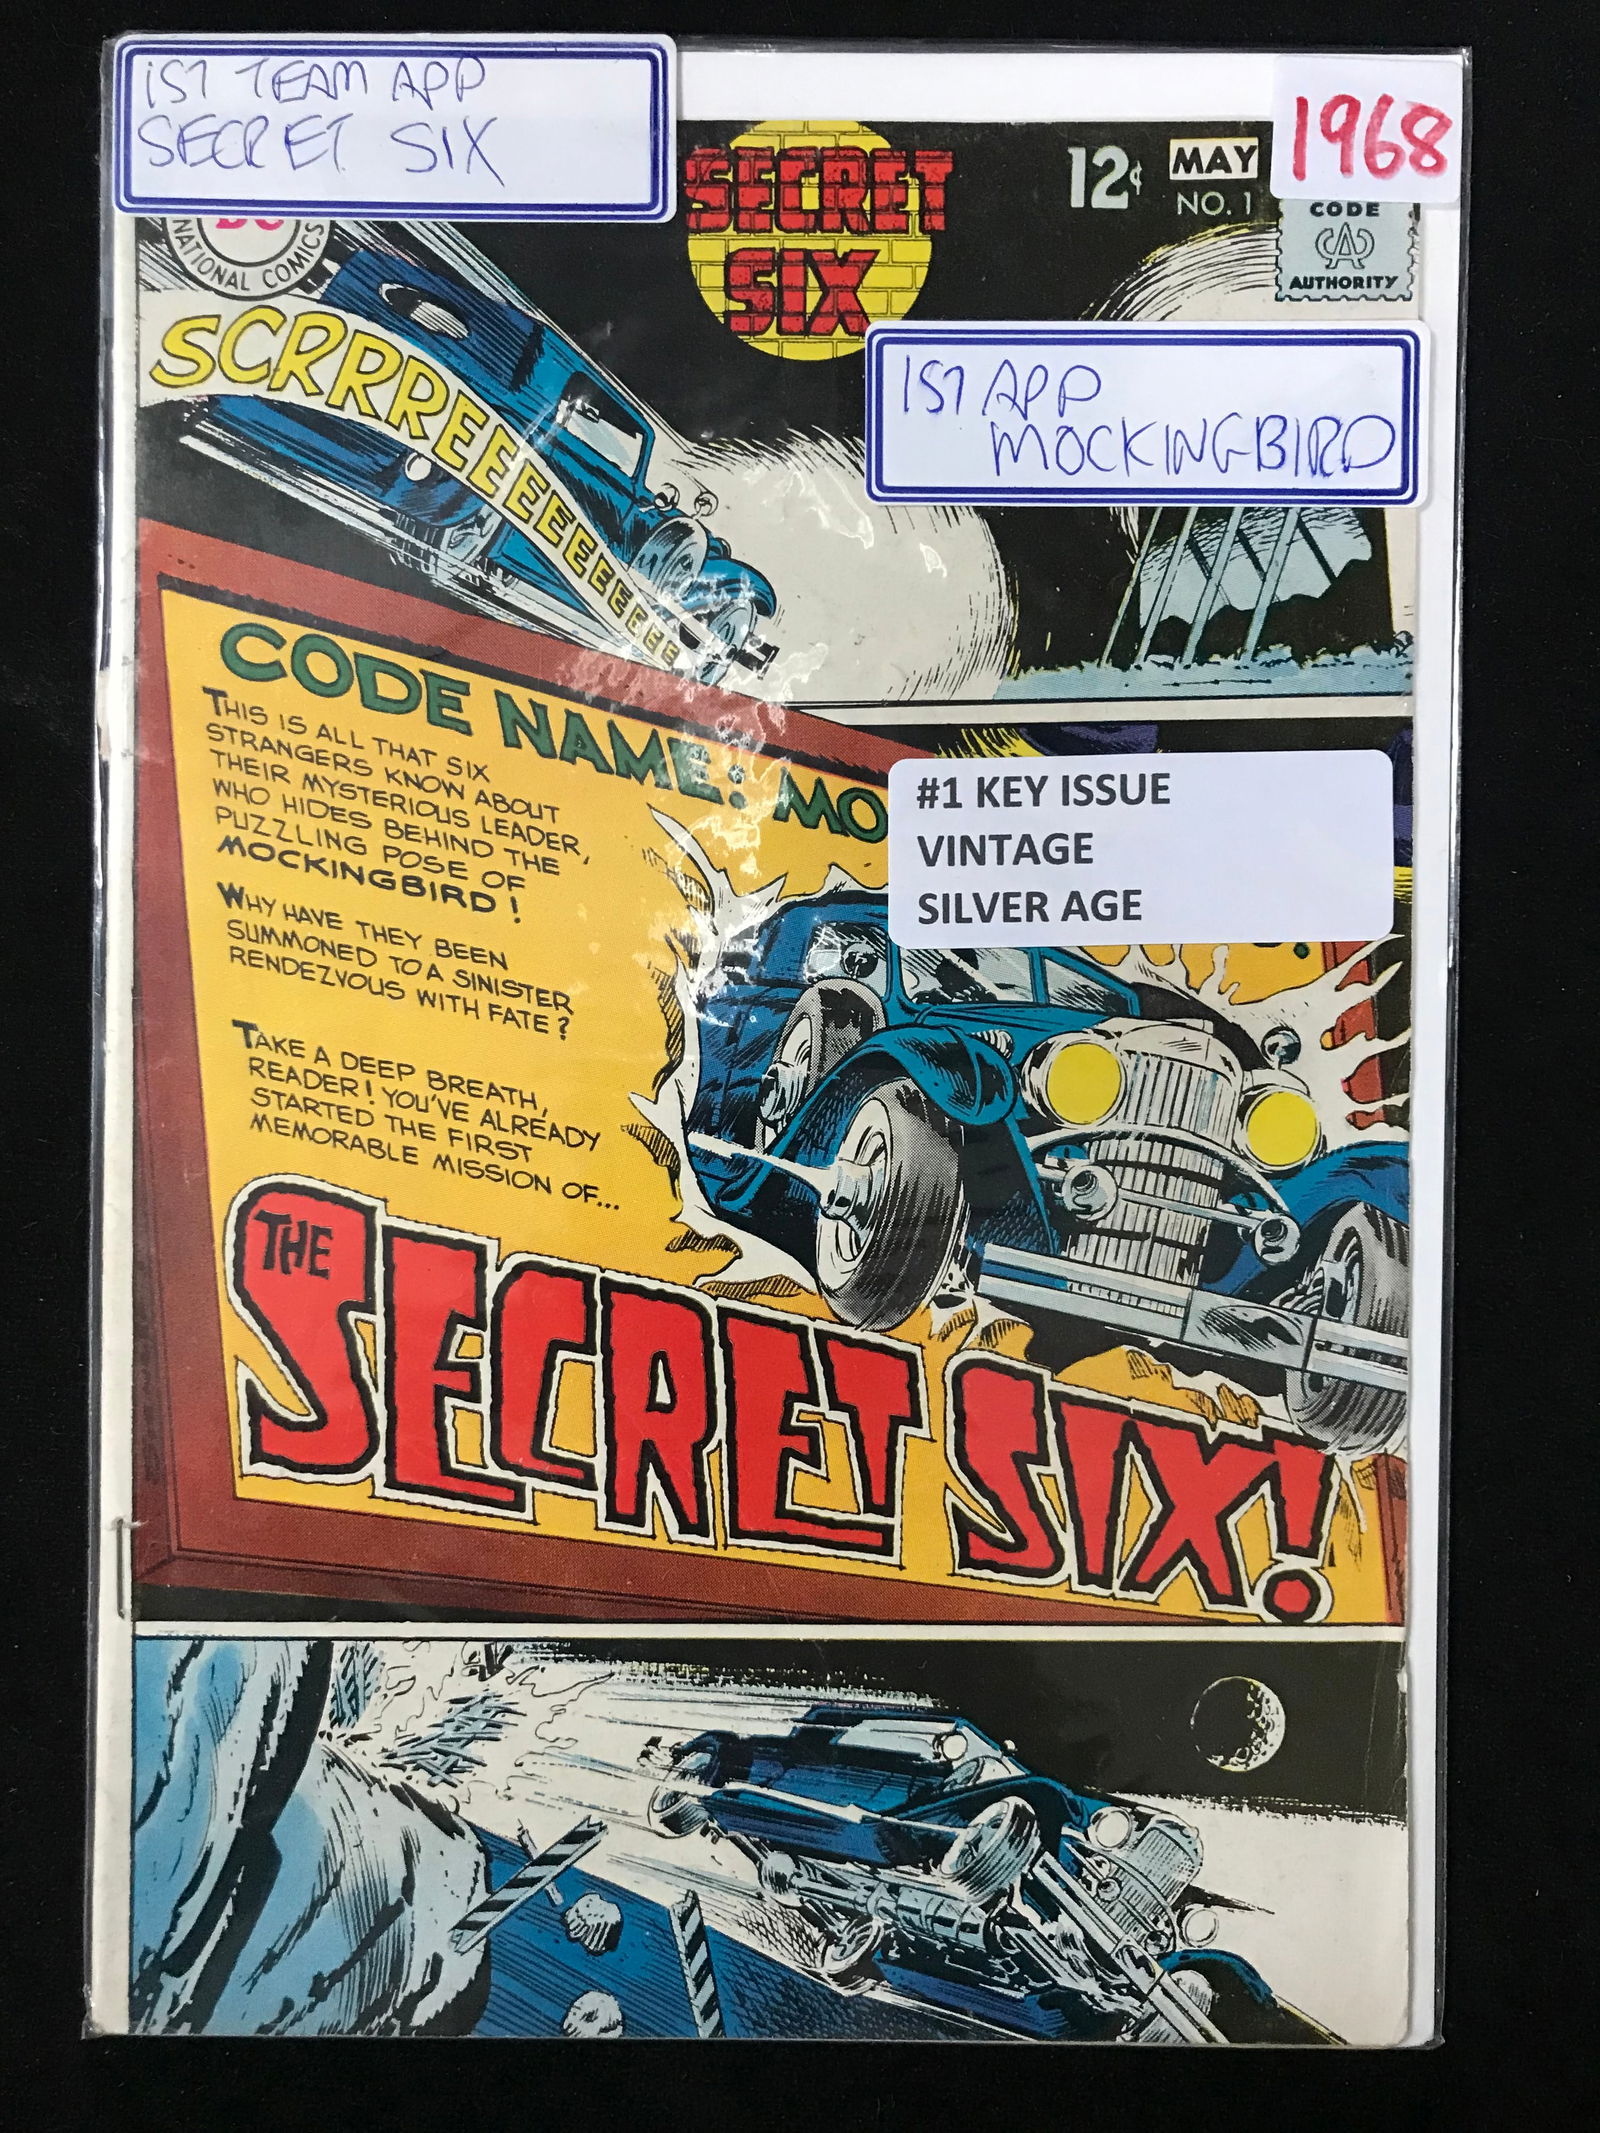 1ST TEAM APP
SECRET SIX
1968
NATIONAL COMICS
SECRET
SIX
12¢
MAY
NO. 1
CODE
CA
AUTHORITY
SCRRREEEEEEEEEEEEEEE
1ST APP
MOCKINGBIRD
CODE NAME: MO
THIS IS ALL THAT SIX
STRANGERS KNOW ABOUT
THEIR MYSTERIOUS LEADER,
WHO HIDES BEHIND THE
PUZZLING POSE OF
MOCKINGBIRD!
#1 KEY ISSUE
VINTAGE
SILVER AGE
WHY HAVE THEY BEEN
SUMMONED TO A SINISTER
RENDEZVOUS WITH FATE?
TAKE A DEEP BREATH,
READER! YOU'VE ALREADY
STARTED THE FIRST
MEMORABLE MISSION OF...
THE
SECRET SIX!